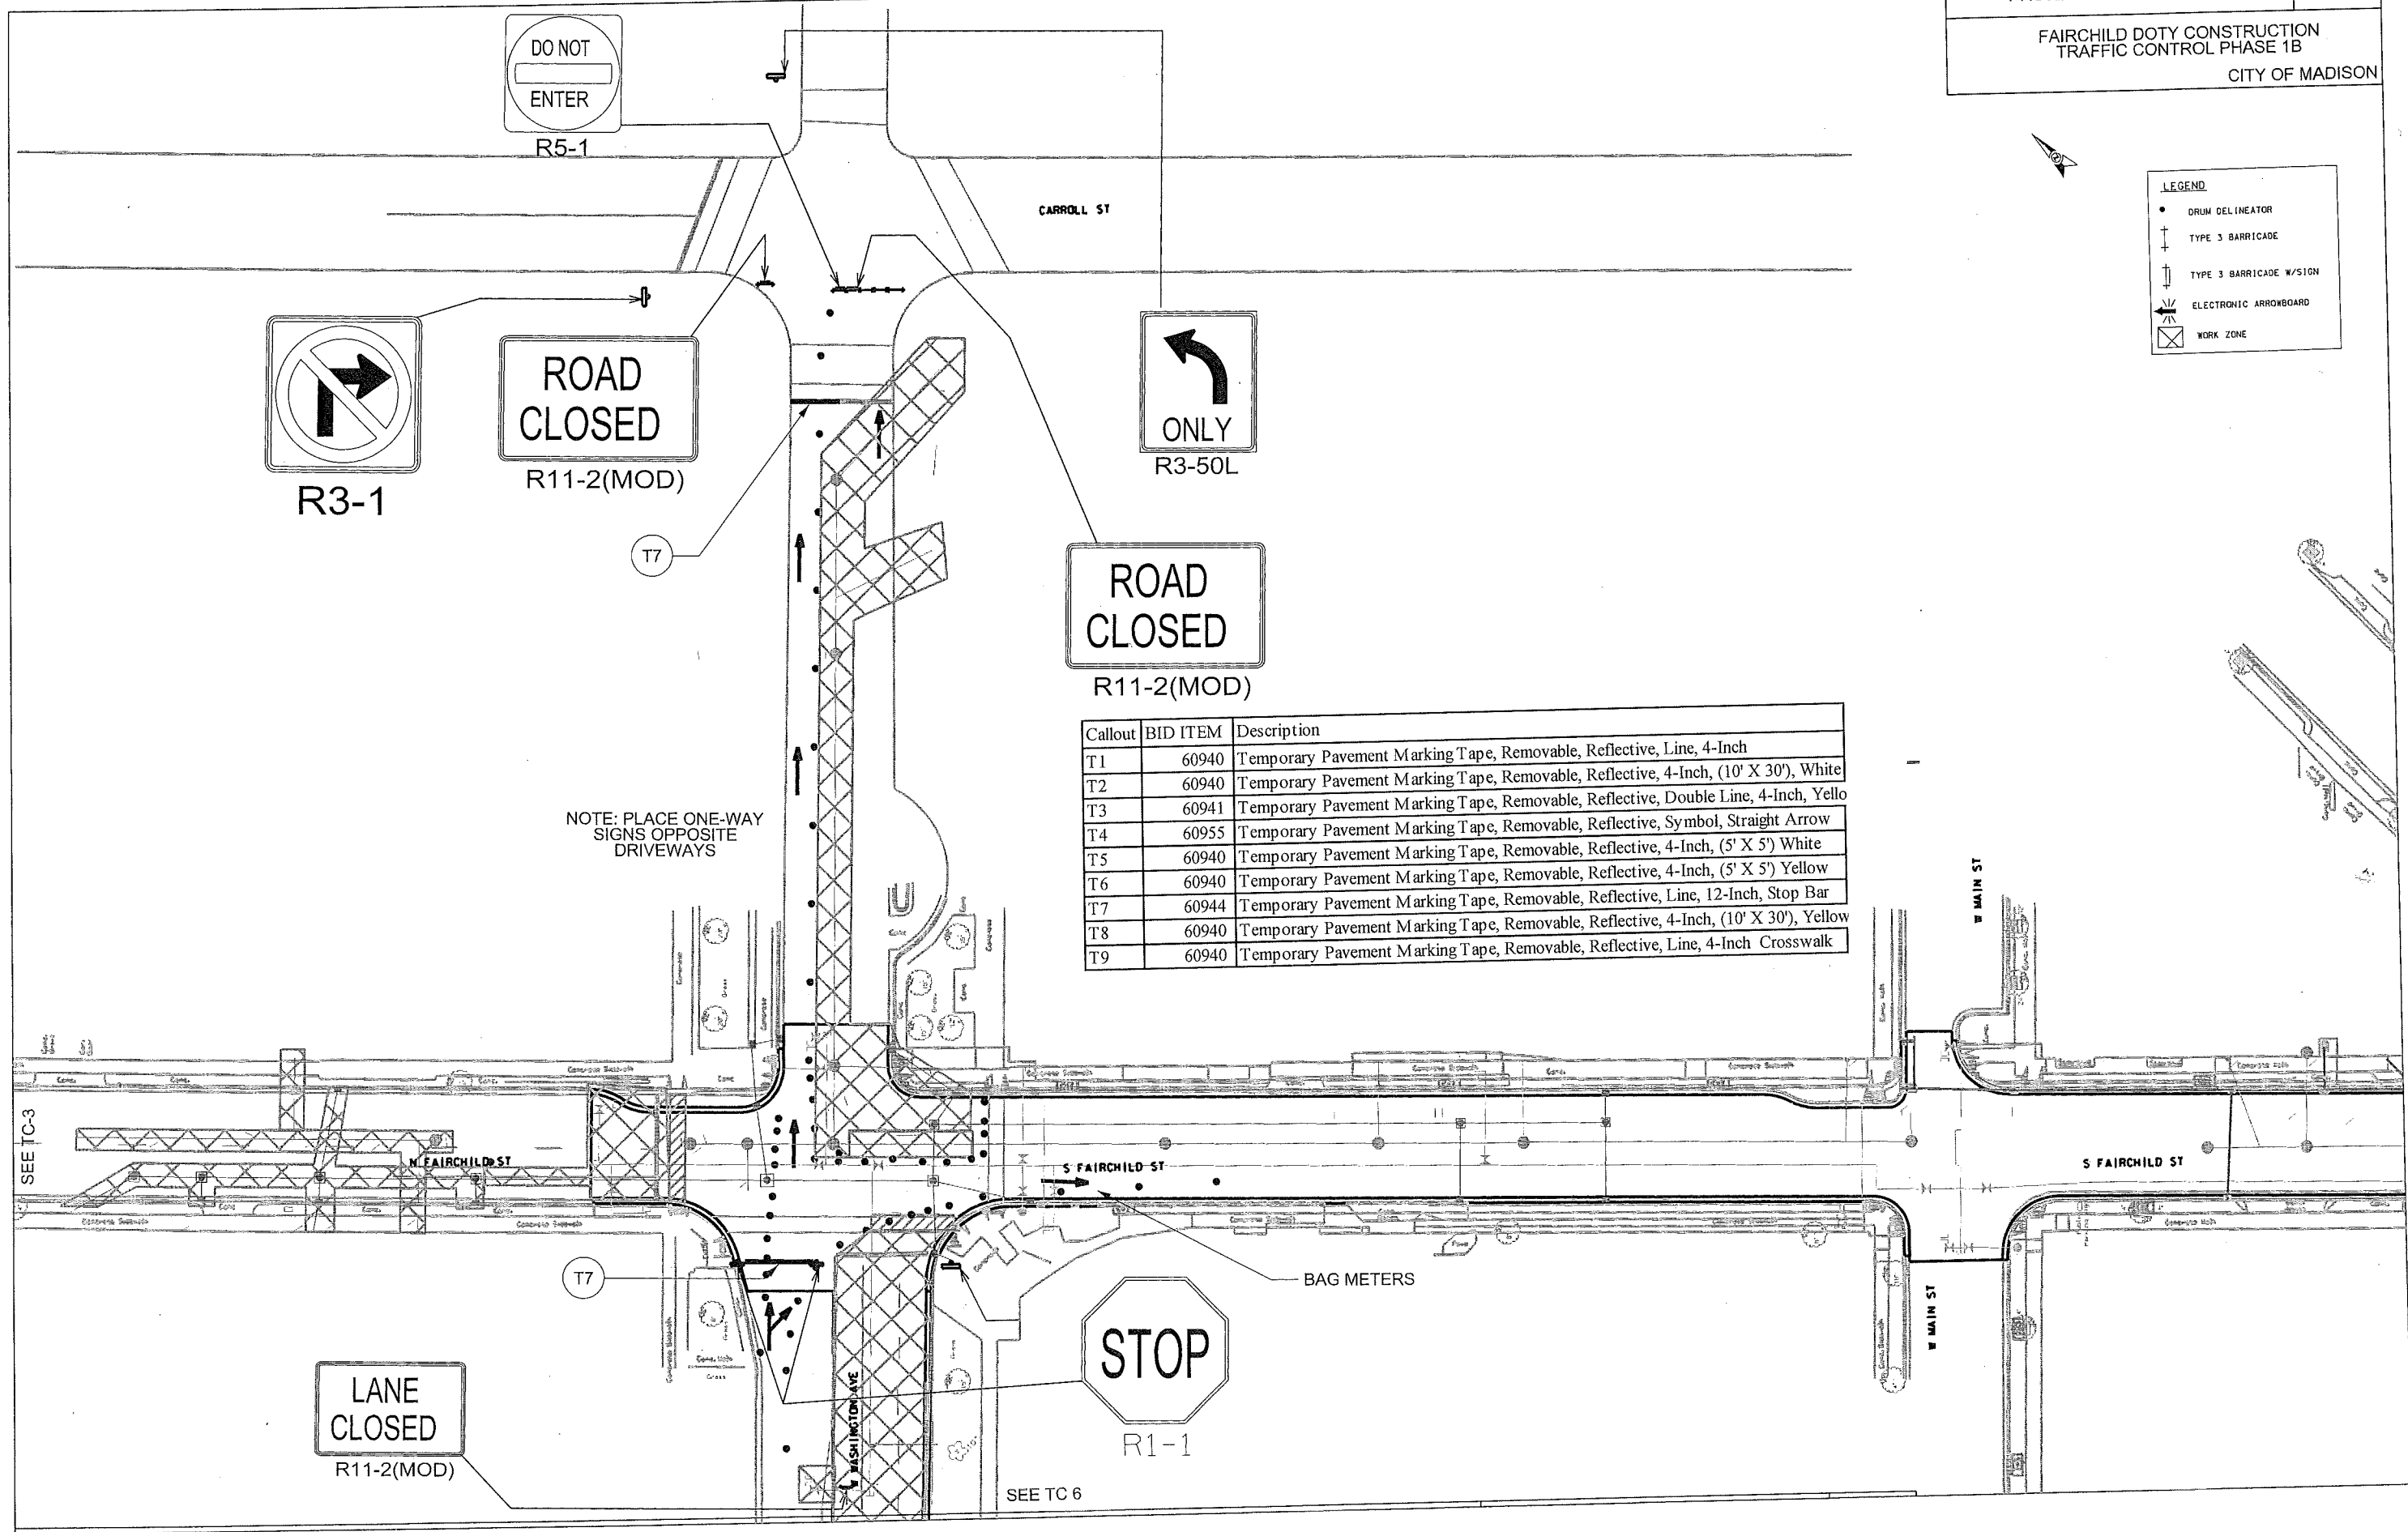 FAIRCHILD DOTY CONSTRUCTION
TRAFFIC CONTROL PHASE 1B
CITY OF MADISON
DO NOT
ENTER
R5-1
CARROLL ST
LEGEND
DRUM DELINEATOR
TYPE 3 BARRICADE
TYPE 3 BARRICADE W/SIGN
ELECTRONIC ARROWBOARD
WORK ZONE
R3-1
ROAD
CLOSED
R11-2(MOD)
ONLY
R3-50L
T7
ROAD
CLOSED
R11-2(MOD)
Callout BID ITEM Description
T1 60940 Temporary Pavement Marking Tape, Removable, Reflective, Line, 4-Inch
T2 60940 Temporary Pavement Marking Tape, Removable, Reflective, 4-Inch, (10' X 30'), White
T3 60941 Temporary Pavement Marking Tape, Removable, Reflective, Double Line, 4-Inch, Yello
T4 60955 Temporary Pavement Marking Tape, Removable, Reflective, Symbol, Straight Arrow
T5 60940 Temporary Pavement Marking Tape, Removable, Reflective, 4-Inch, (5' X 5') White
T6 60940 Temporary Pavement Marking Tape, Removable, Reflective, 4-Inch, (5' X 5') Yellow
T7 60944 Temporary Pavement Marking Tape, Removable, Reflective, Line, 12-Inch, Stop Bar
T8 60940 Temporary Pavement Marking Tape, Removable, Reflective, 4-Inch, (10' X 30'), Yellow
T9 60940 Temporary Pavement Marking Tape, Removable, Reflective, Line, 4-Inch Crosswalk
NOTE: PLACE ONE-WAY
SIGNS OPPOSITE
DRIVEWAYS
W MAIN ST
SEE TC-3
N FAIRCHILD ST
S FAIRCHILD ST
S FAIRCHILD ST
T7
BAG METERS
W MAIN ST
STOP
R1-1
LANE
CLOSED
R11-2(MOD)
W WASHINGTON AVE
SEE TC 6